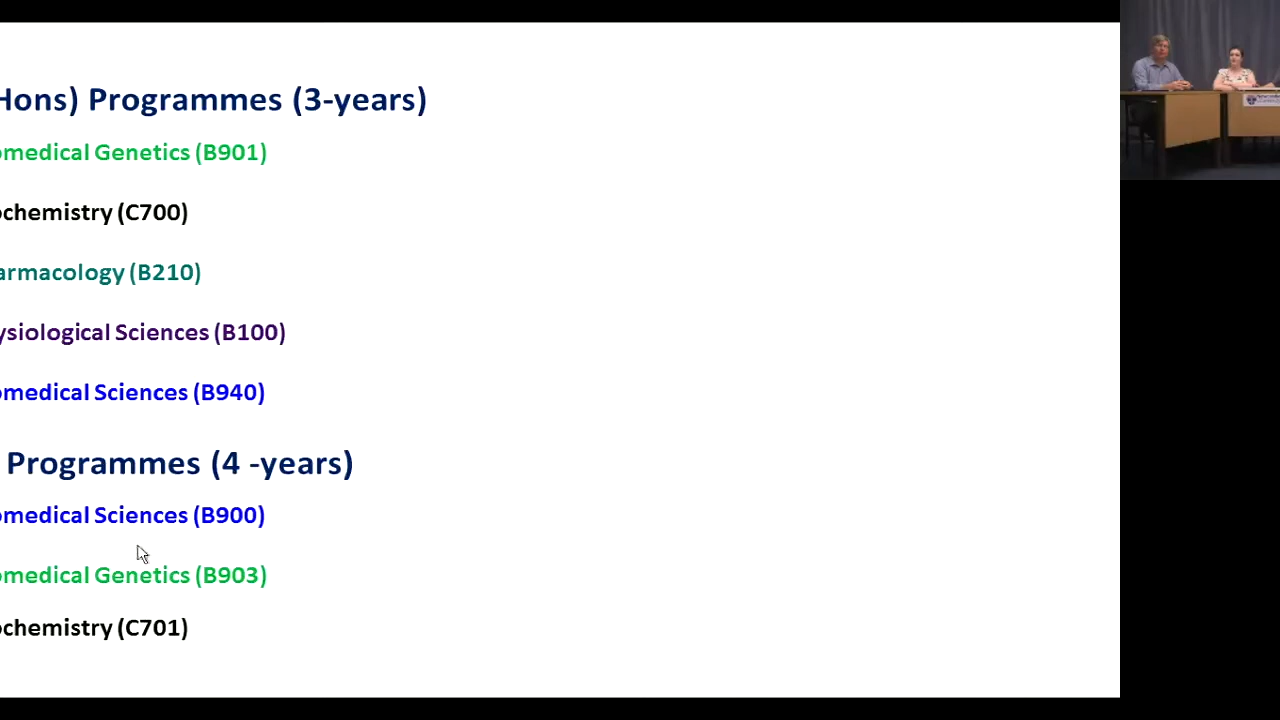 Hons) Programmes (3-years)
omedical Genetics (B901)
ochemistry (C700)
armacology (B210)
ysiological Sciences (B100)
omedical Sciences (B940)
Programmes (4 -years)
omedical Sciences (B900)
omedical Genetics (B903)
ochemistry (C701)